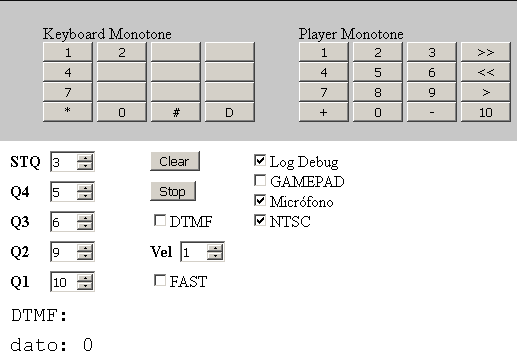 Keyboard Monotone Player Monotone
1 2 1 2 3 >>
4 4 5 6 <<
7 7 8 9 >
* 0 # D + 0 - 10
STQ 3 Clear Log Debug
GAMEPAD
Q4 5 Stop Micrófono
Q3 6 DTMF NTSC
Q2 9 Vel 1
Q1 10 FAST
DTMF:
dato: 0